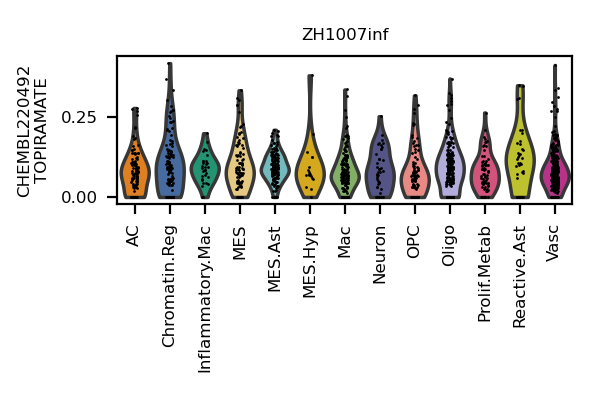 ZH1007inf
CHEMBL220492
TOPIRAMATE
0.25
0.00
AC
Chromatin.Reg
Inflammatory.Mac
MES
MES.Ast
MES.Hyp
Mac
Neuron
OPC
Oligo
Prolif.Metab
Reactive.Ast
Vasc